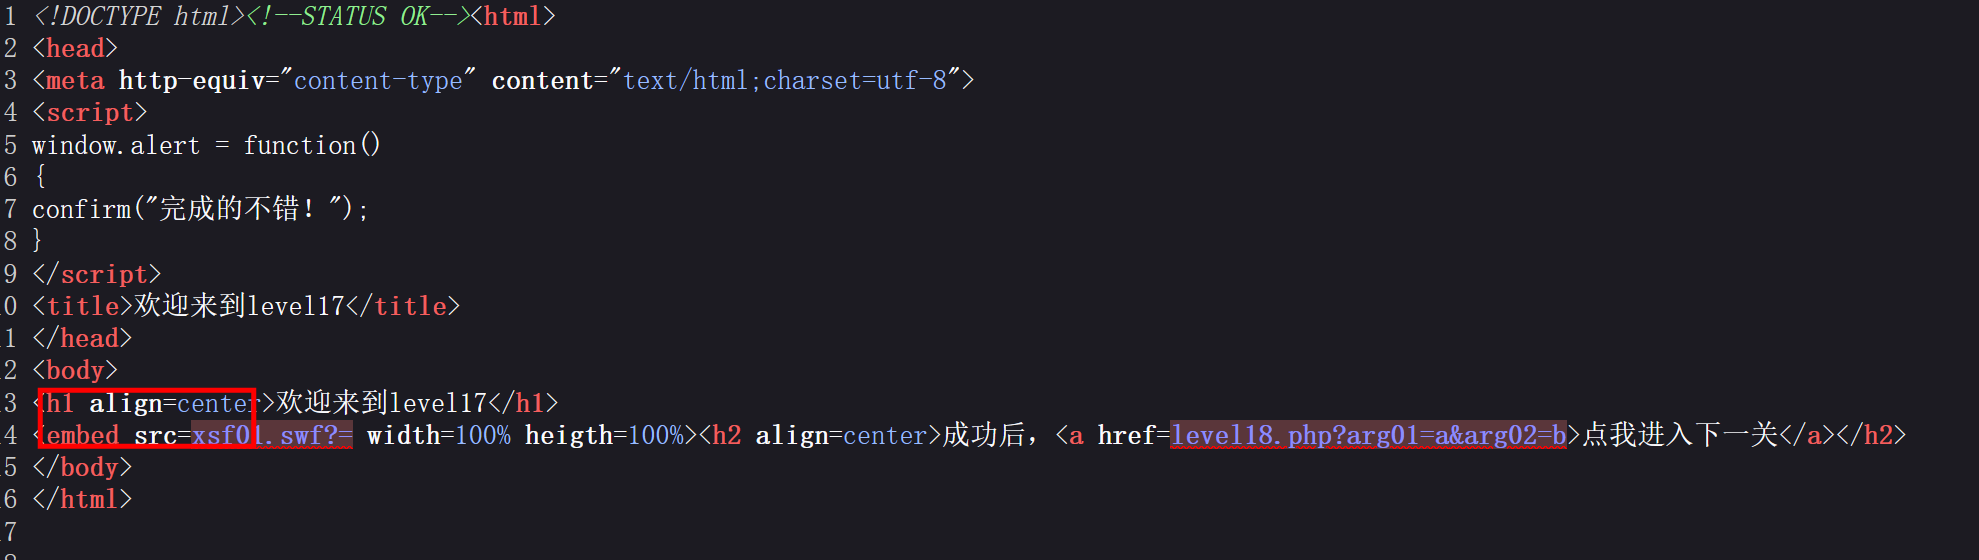 1 <!DOCTYPE html><!--STATUS OK--><html>
2 <head>
3 <meta http-equiv="content-type" content="text/html;charset=utf-8">
4 <script>
5 window.alert = function()
6 {
7 confirm("完成的不错！");
8 }
9 </script>
0 <title>欢迎来到level17</title>
1 </head>
2 <body>
3 <h1 align=center>欢迎来到level17</h1>
4 <embed src=xsf01.swf?= width=100% heigth=100%><h2 align=center>成功后，<a href=level18.php?arg01=a&arg02=b>点我进入下一关</a></h2>
5 </body>
6 </html>
7